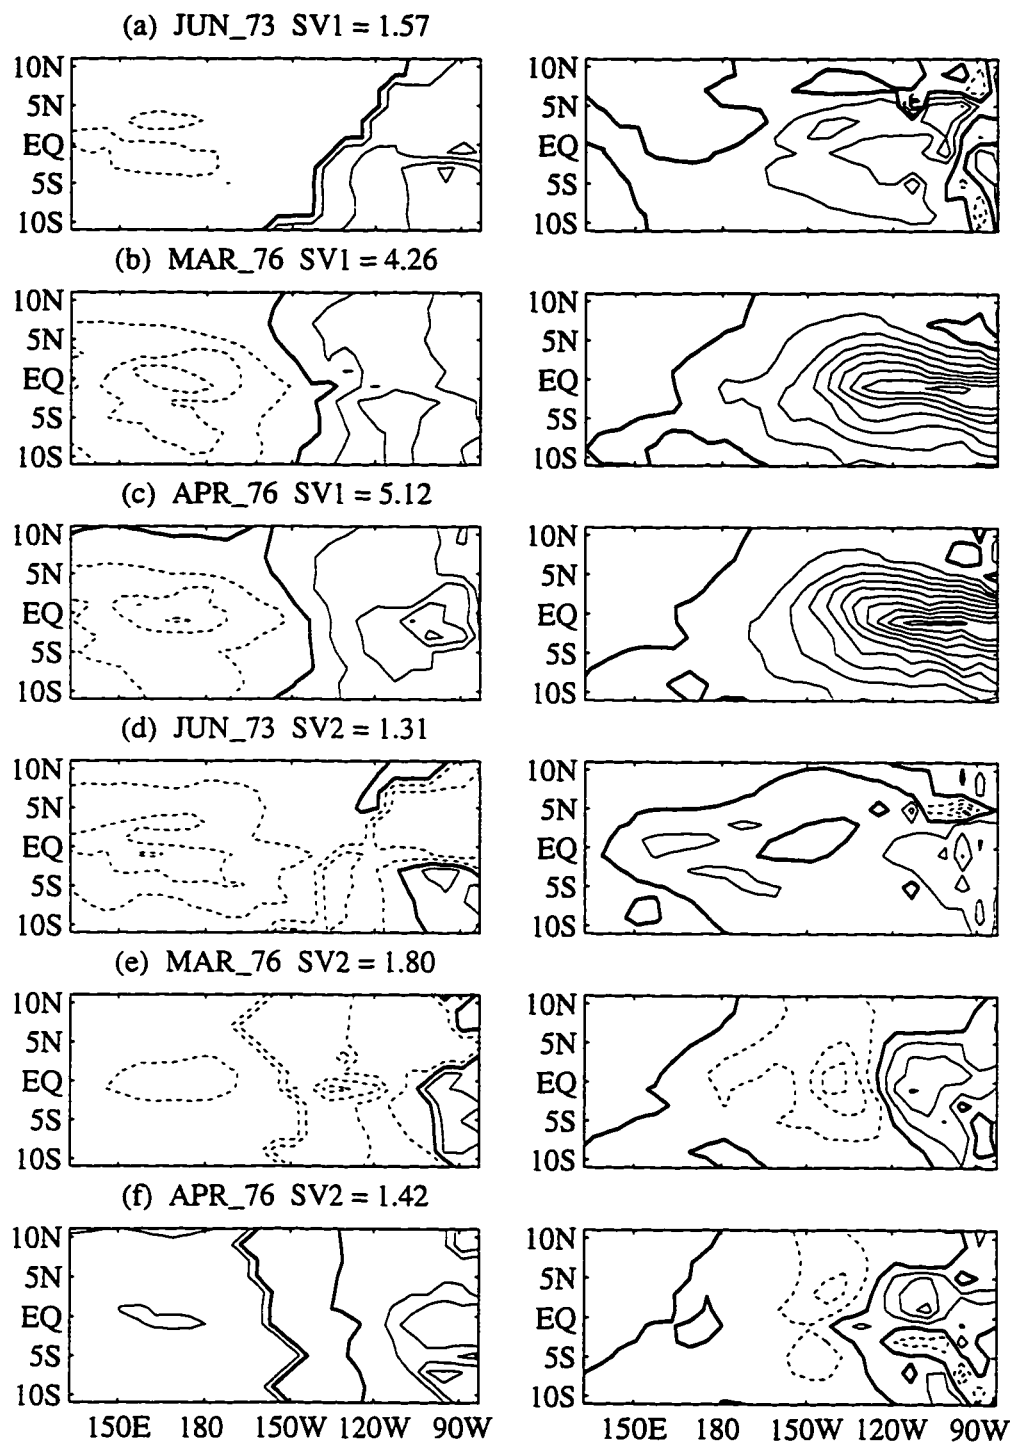 (a) JUN_73 SV1 = 1.57
10N 10N
5N 5N
EQ EQ
5S 5S
10S 10S
(b) MAR_76 SV1 = 4.26
10N 10N
5N 5N
EQ EQ
5S 5S
10S 10S
(c) APR_76 SV1 = 5.12
10N 10N
5N 5N
EQ EQ
5S 5S
10S 10S
(d) JUN_73 SV2 = 1.31
10N 10N
5N 5N
EQ EQ
5S 5S
10S 10S
(e) MAR_76 SV2 = 1.80
10N 10N
5N 5N
EQ EQ
5S 5S
10S 10S
(f) APR_76 SV2 = 1.42
10N 10N
5N 5N
EQ EQ
5S 5S
10S 10S
150E 180 150W 120W 90W 150E 180 150W 120W 90W